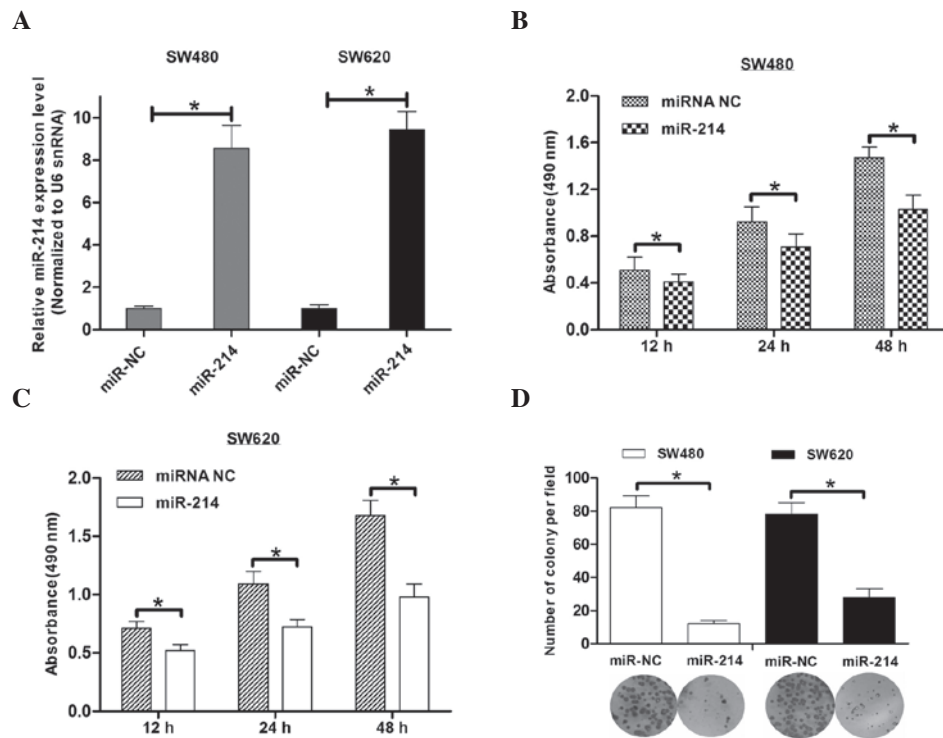 A
SW480 SW620
* *
Relative miR-214 expression level
(Normalized to U6 snRNA)
10
8
6
4
2
0
miR-NC miR-214 miR-NC miR-214
B
SW480
miRNA NC
miR-214
Absorbance(490 nm)
2.0
1.6
1.2
0.8
0.4
0.0
* * *
12 h 24 h 48 h
C
SW620
miRNA NC
miR-214
Absorbance(490 nm)
2.0
1.5
1.0
0.5
0.0
* * *
12 h 24 h 48 h
D
SW480 SW620
Number of colony per field
100
80
60
40
20
0
* *
miR-NC miR-214 miR-NC miR-214